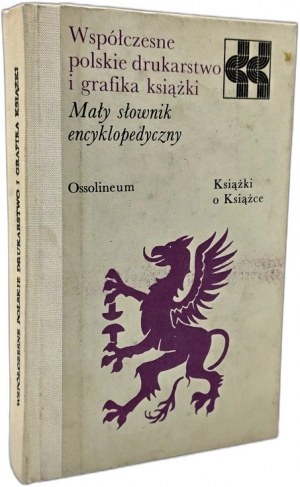 Współczesne
polskie drukarstwo
i grafika książki
Mały słownik
encyklopedyczny
Ossolineum
Książki
o Książce
WSPÓŁCZESNE POLSKIE DRUKARSTWO I GRAFIKA KSIĄŻKI